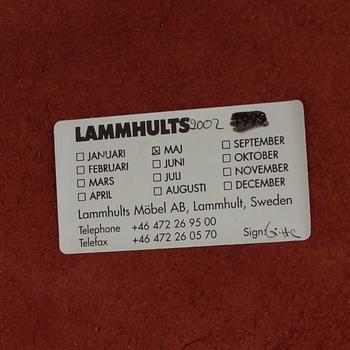 LAMMHULTS 2002 1999
☐ JANUARI ☒ MAJ ☐ SEPTEMBER
☐ FEBRUARI ☐ JUNI ☐ OKTOBER
☐ MARS ☐ JULI ☐ NOVEMBER
☐ APRIL ☐ AUGUSTI ☐ DECEMBER
Lammhults Möbel AB, Lammhult, Sweden
Telephone +46 472 26 95 00
Telefax +46 472 26 05 70 Sign: Gitte